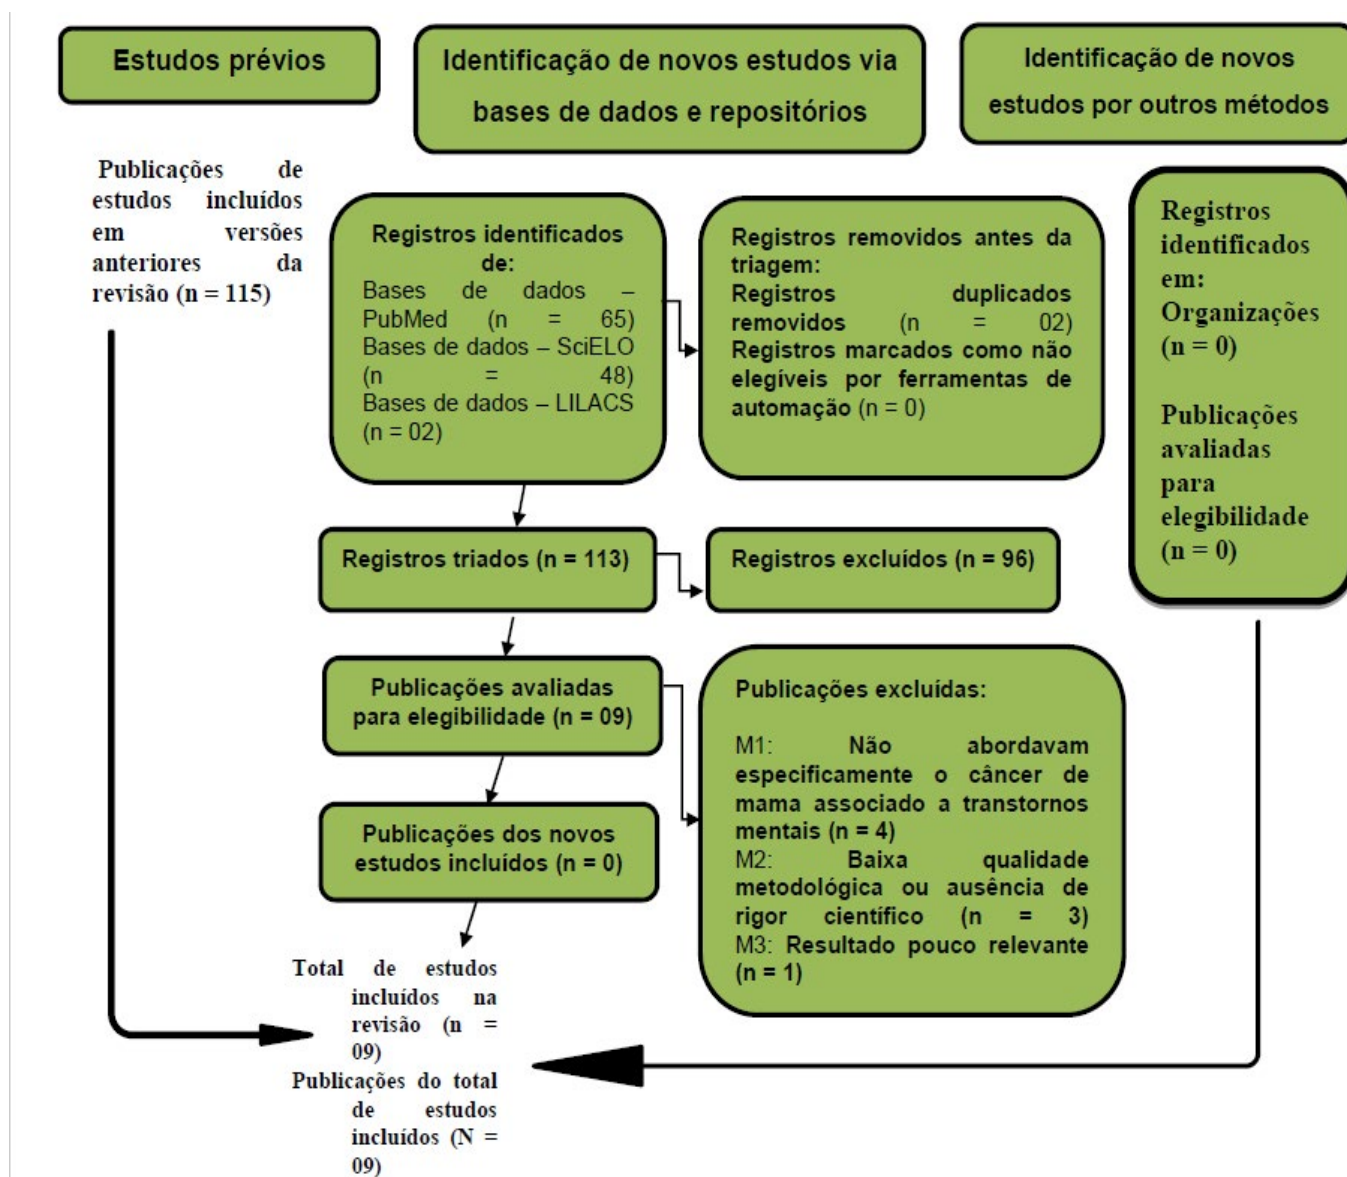 Estudos prévios
Identificação de novos estudos via
bases de dados e repositórios
Identificação de novos
estudos por outros métodos
Publicações de
estudos incluídos
em versões
anteriores da
revisão (n = 115)
Registros identificados
de:
Bases de dados –
PubMed (n = 65)
Bases de dados – SciELO
(n = 48)
Bases de dados – LILACS
(n = 02)
Registros removidos antes da
triagem:
Registros duplicados
removidos (n = 02)
Registros marcados como não
elegíveis por ferramentas de
automação (n = 0)
Registros
identificados
em:
Organizações
(n = 0)
Publicações
avaliadas
para
elegibilidade
(n = 0)
Registros triados (n = 113)
Registros excluídos (n = 96)
Publicações avaliadas
para elegibilidade (n = 09)
Publicações excluídas:
M1: Não abordavam
especificamente o câncer de
mama associado a transtornos
mentais (n = 4)
M2: Baixa qualidade
metodológica ou ausência de
rigor científico (n = 3)
M3: Resultado pouco relevante
(n = 1)
Publicações dos novos
estudos incluídos (n = 0)
Total de estudos
incluídos na
revisão (n =
09)
Publicações do total
de estudos
incluídos (N =
09)